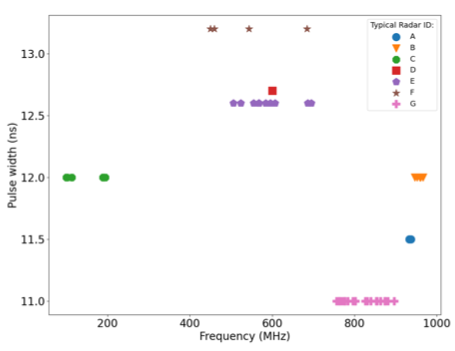 Typical Radar ID:
A
B
C
D
E
F
G
13.0
12.5
12.0
11.5
11.0
Pulse width (ns)
200 400 600 800 1000
Frequency (MHz)